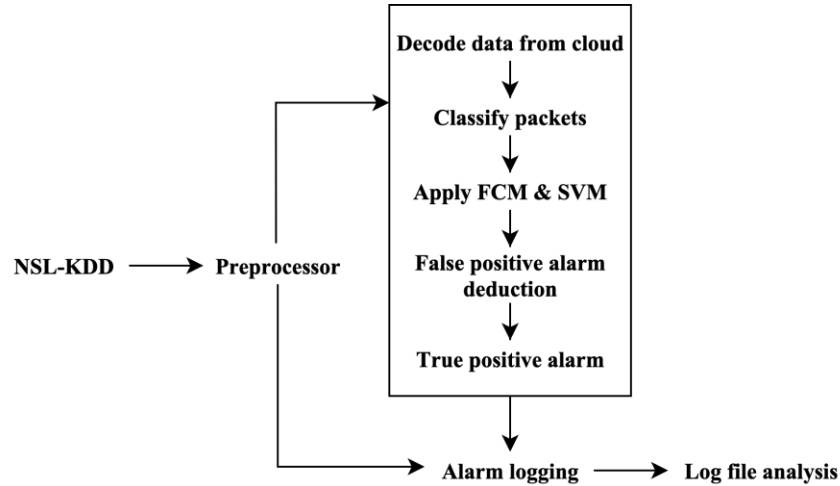 Decode data from cloud
Classify packets
Apply FCM & SVM
False positive alarm
deduction
True positive alarm
NSL-KDD
Preprocessor
Alarm logging
Log file analysis